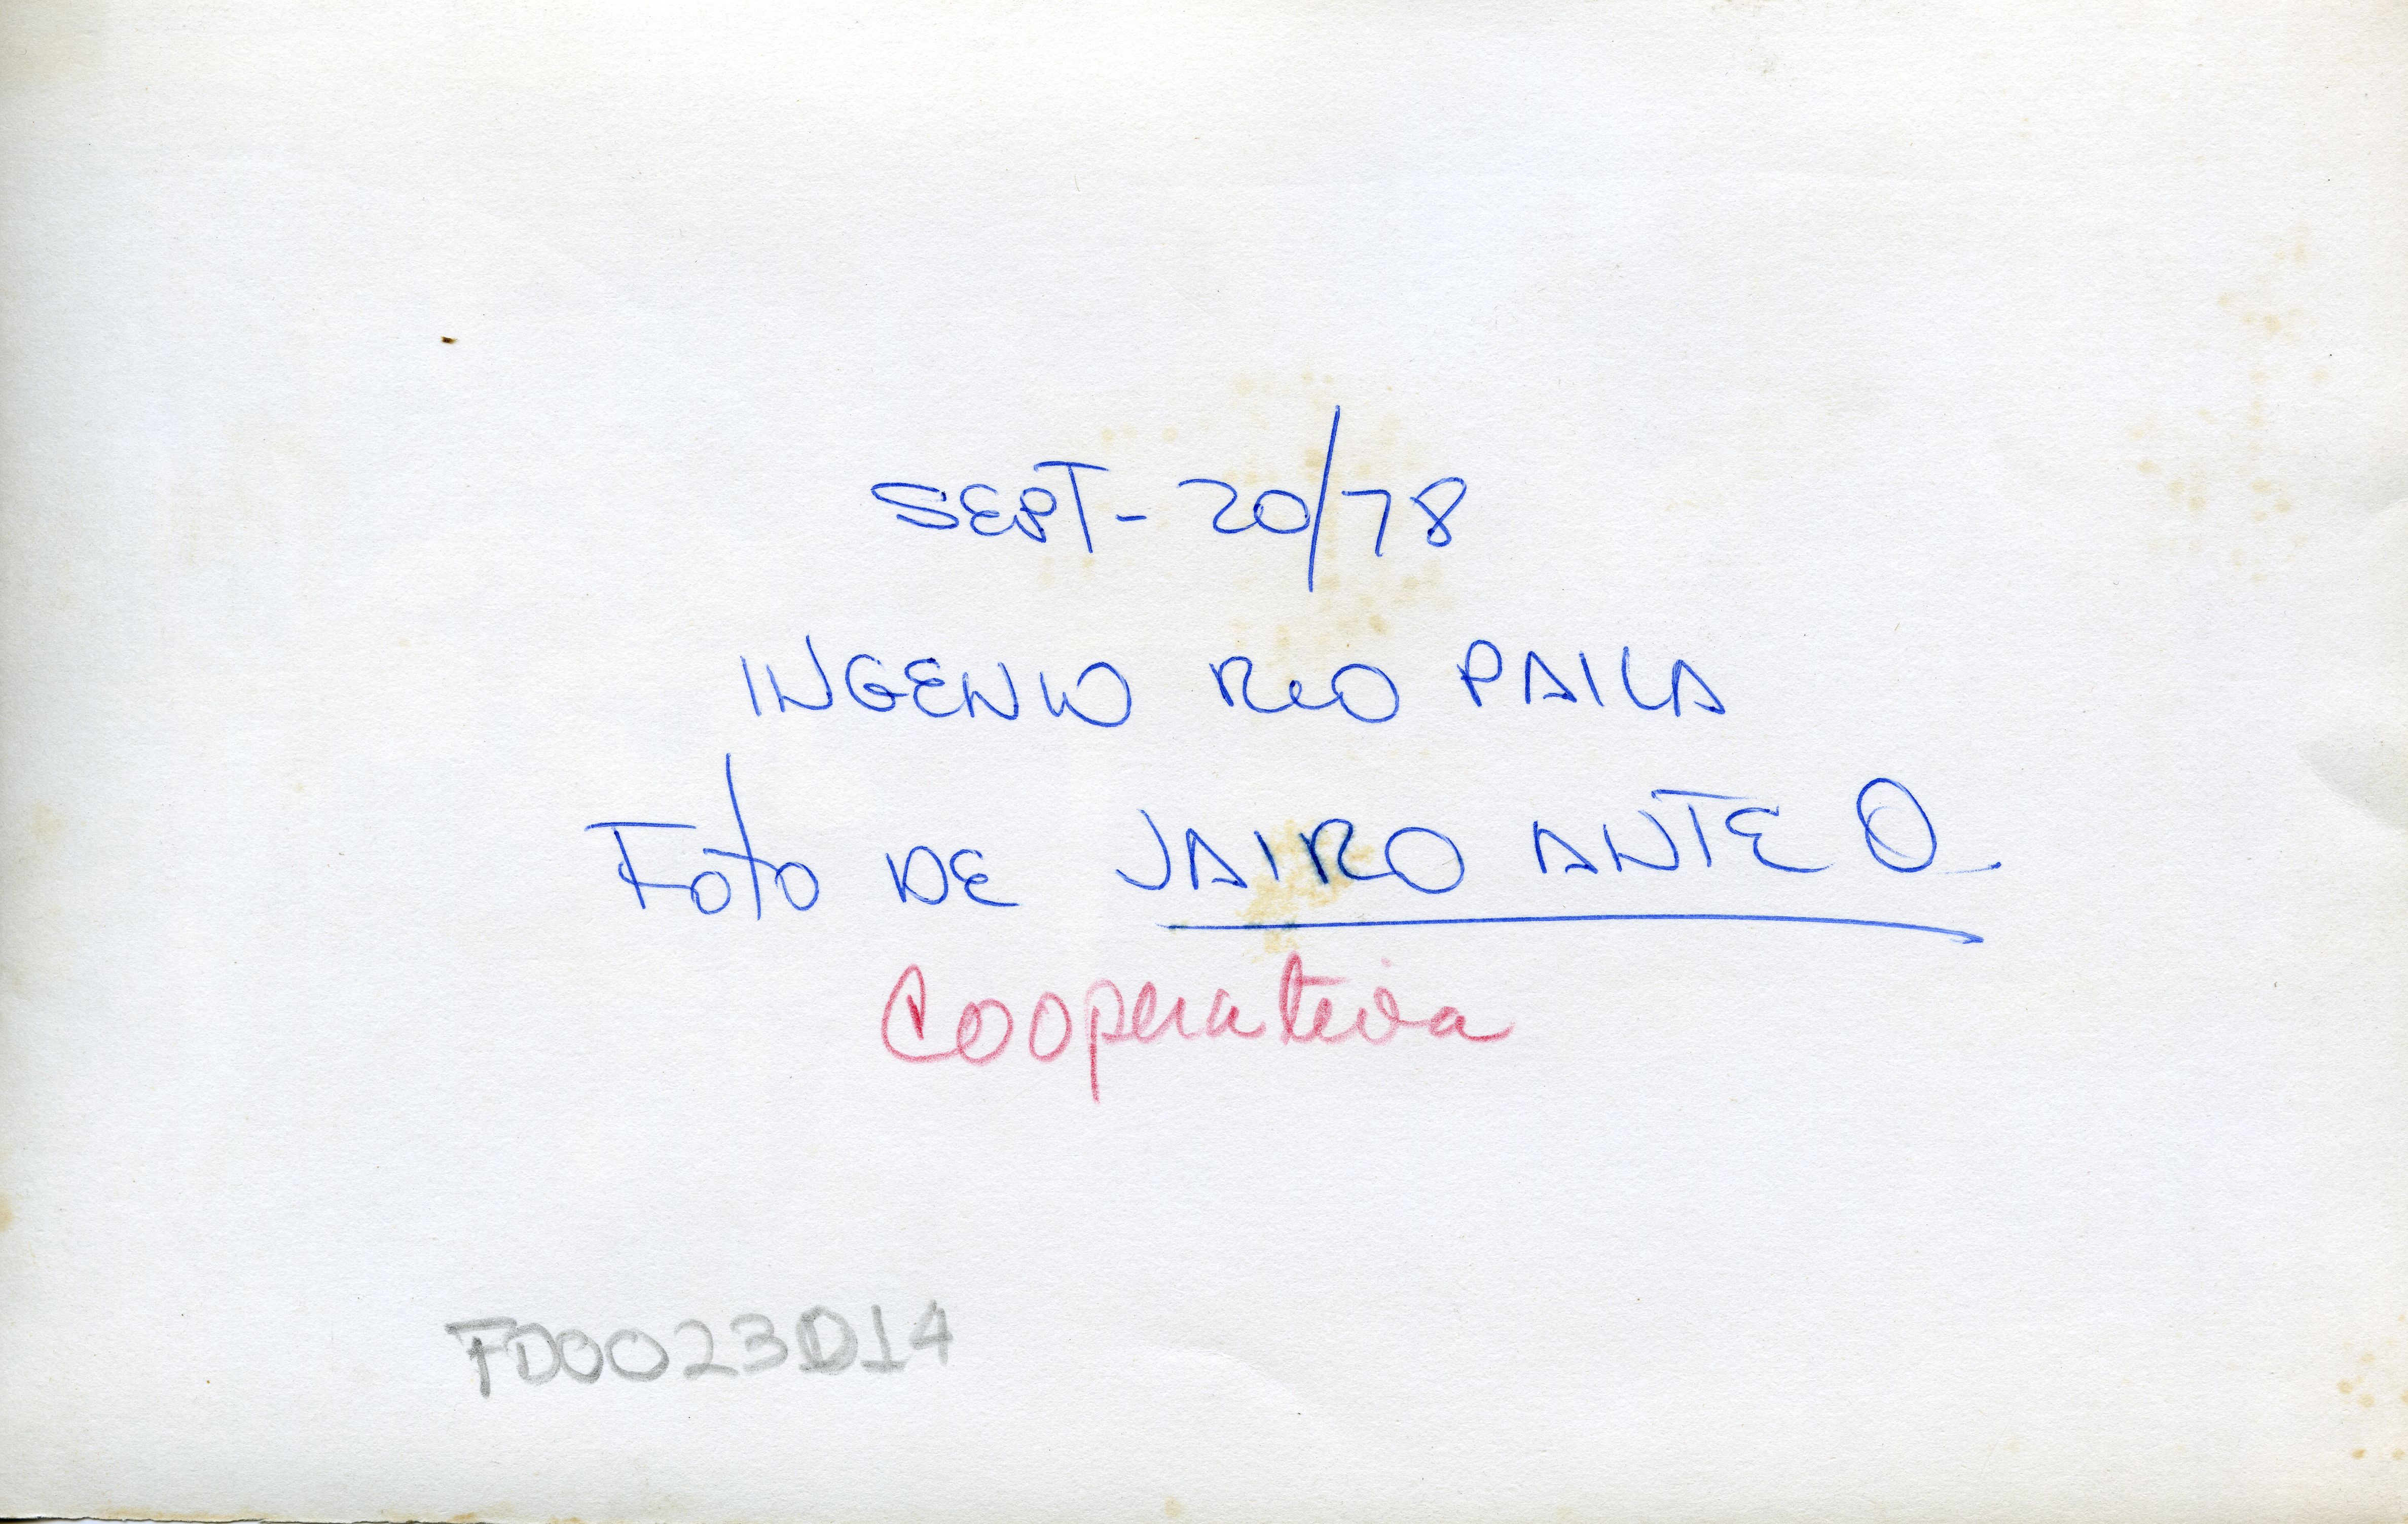 SEPT - 20/78
INGENIO RIO PAILA
Foto DE JAIRO ANTE O.
Cooperativa
FD0023D14